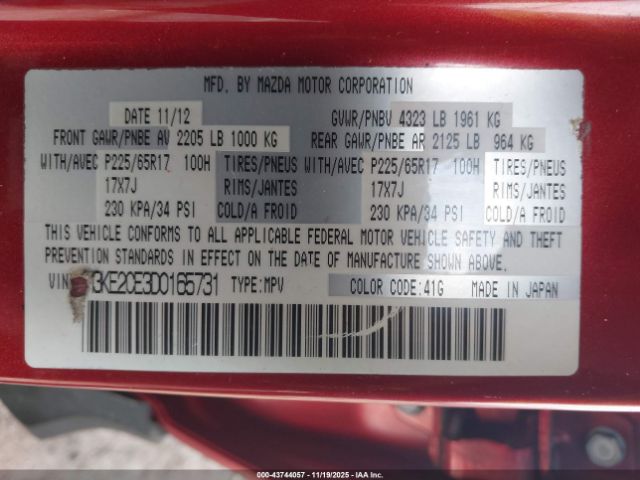 MFD. BY MAZDA MOTOR CORPORATION
DATE 11/12 GVWR/PNBV 4323 LB 1961 KG
FRONT GAWR/PNBE AV 2205 LB 1000 KG REAR GAWR/PNBE AR 2125 LB 964 KG
WITH/AVEC P225/65R17 100H TIRES/PNEUS WITH/AVEC P225/65R17 100H TIRES/PNEUS
17X7J RIMS/JANTES 17X7J RIMS/JANTES
230 KPA/34 PSI COLD/A FROID 230 KPA/34 PSI COLD/A FROID
THIS VEHICLE CONFORMS TO ALL APPLICABLE FEDERAL MOTOR VEHICLE SAFETY AND THEFT
PREVENTION STANDARDS IN EFFECT ON THE DATE OF MANUFACTURE SHOWN ABOVE.
VIN 3KE2CE3D0165731 TYPE:MPV COLOR CODE:41G MADE IN JAPAN
© 43744057 - 11/19/2025 - IAA Inc.